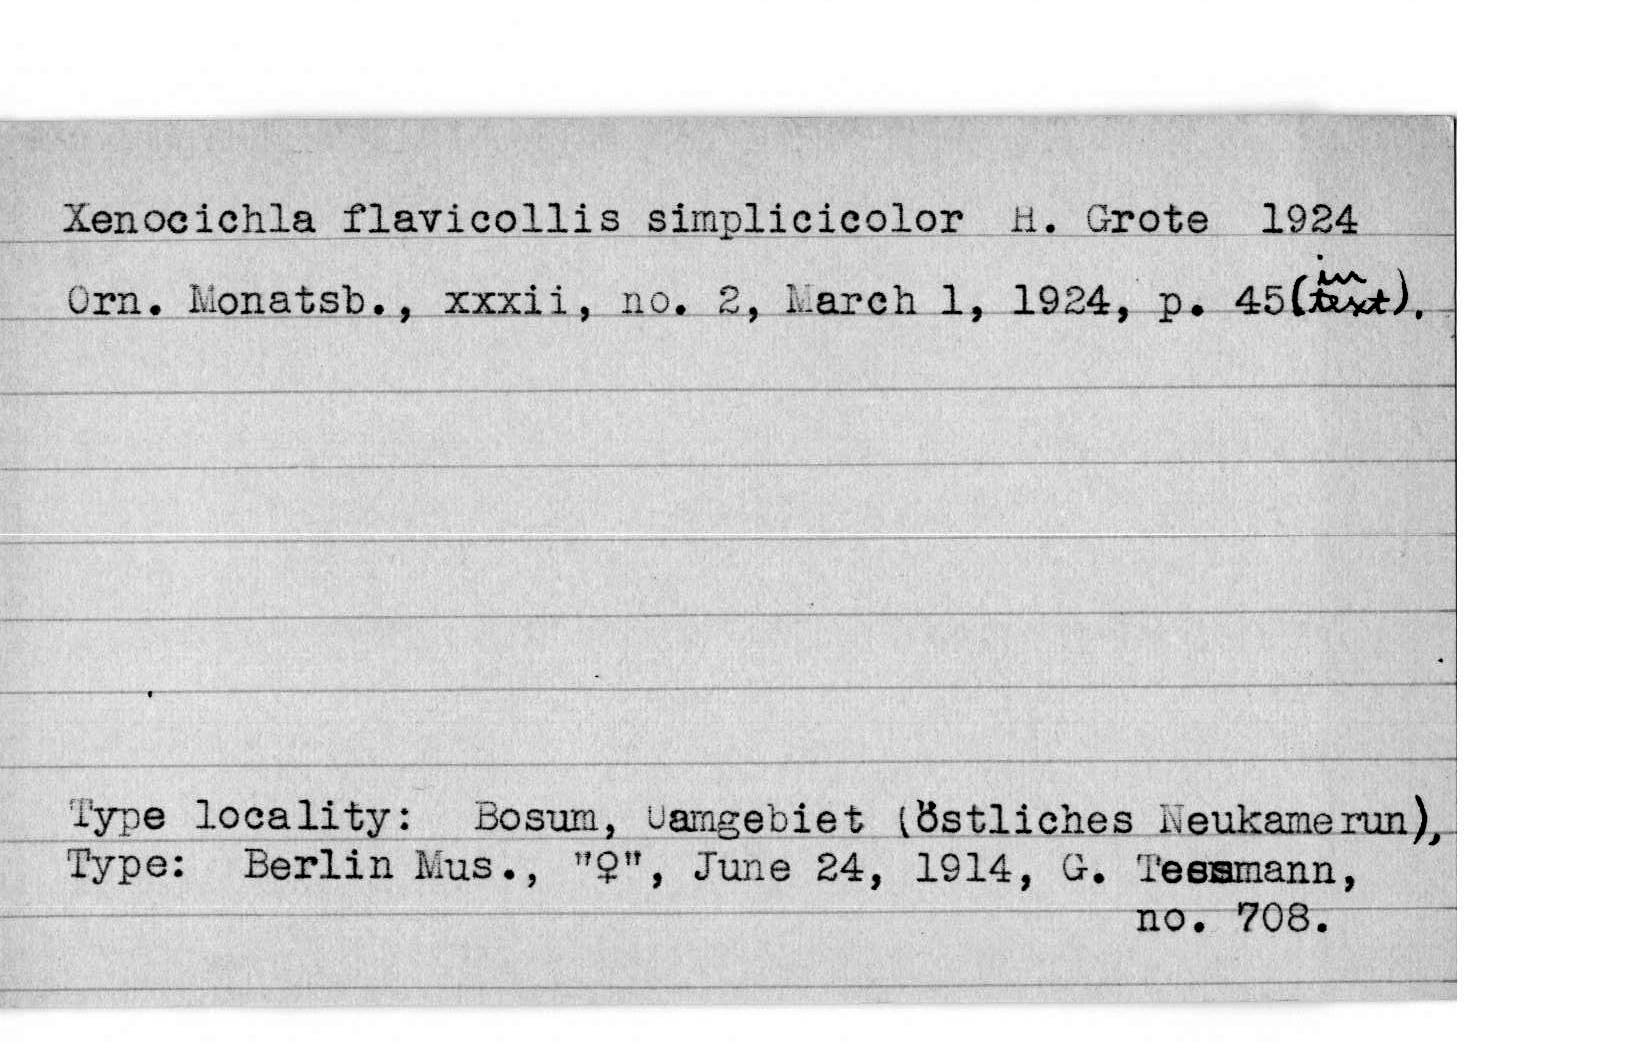 Xenocichla flavicollis simplicicolor H. Grote 1924
Orn. Monatsb., xxxii, no. 2, March 1, 1924, p. 45 (in text).
Type locality: Bosum, Uamgebiet (östliches Neukamerun),
Type: Berlin Mus., "♀", June 24, 1914, G. Tessmann,
no. 708.